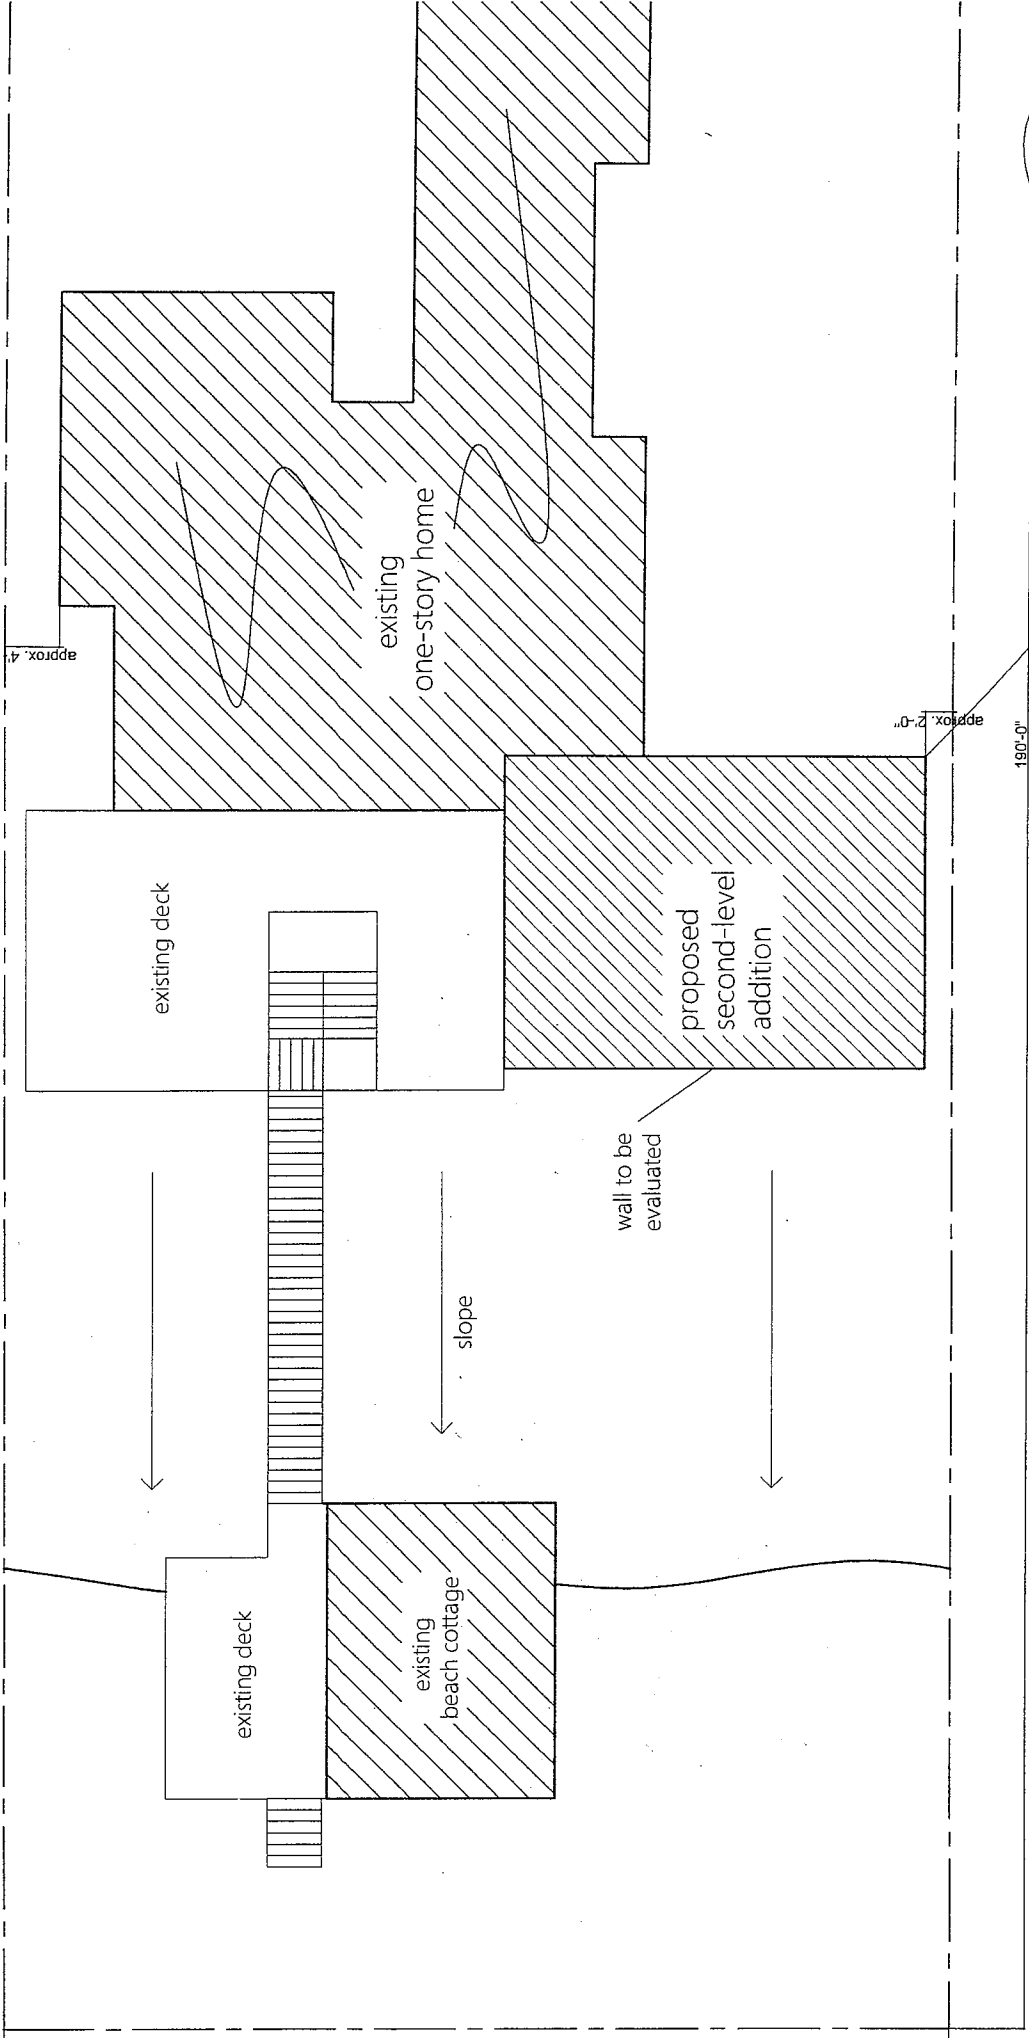 approx. 4'-
existing
one-story home
approx. 2'-0"
190'-0"
existing deck
proposed
second-level
addition
wall to be
evaluated
slope
existing deck
existing
beach cottage